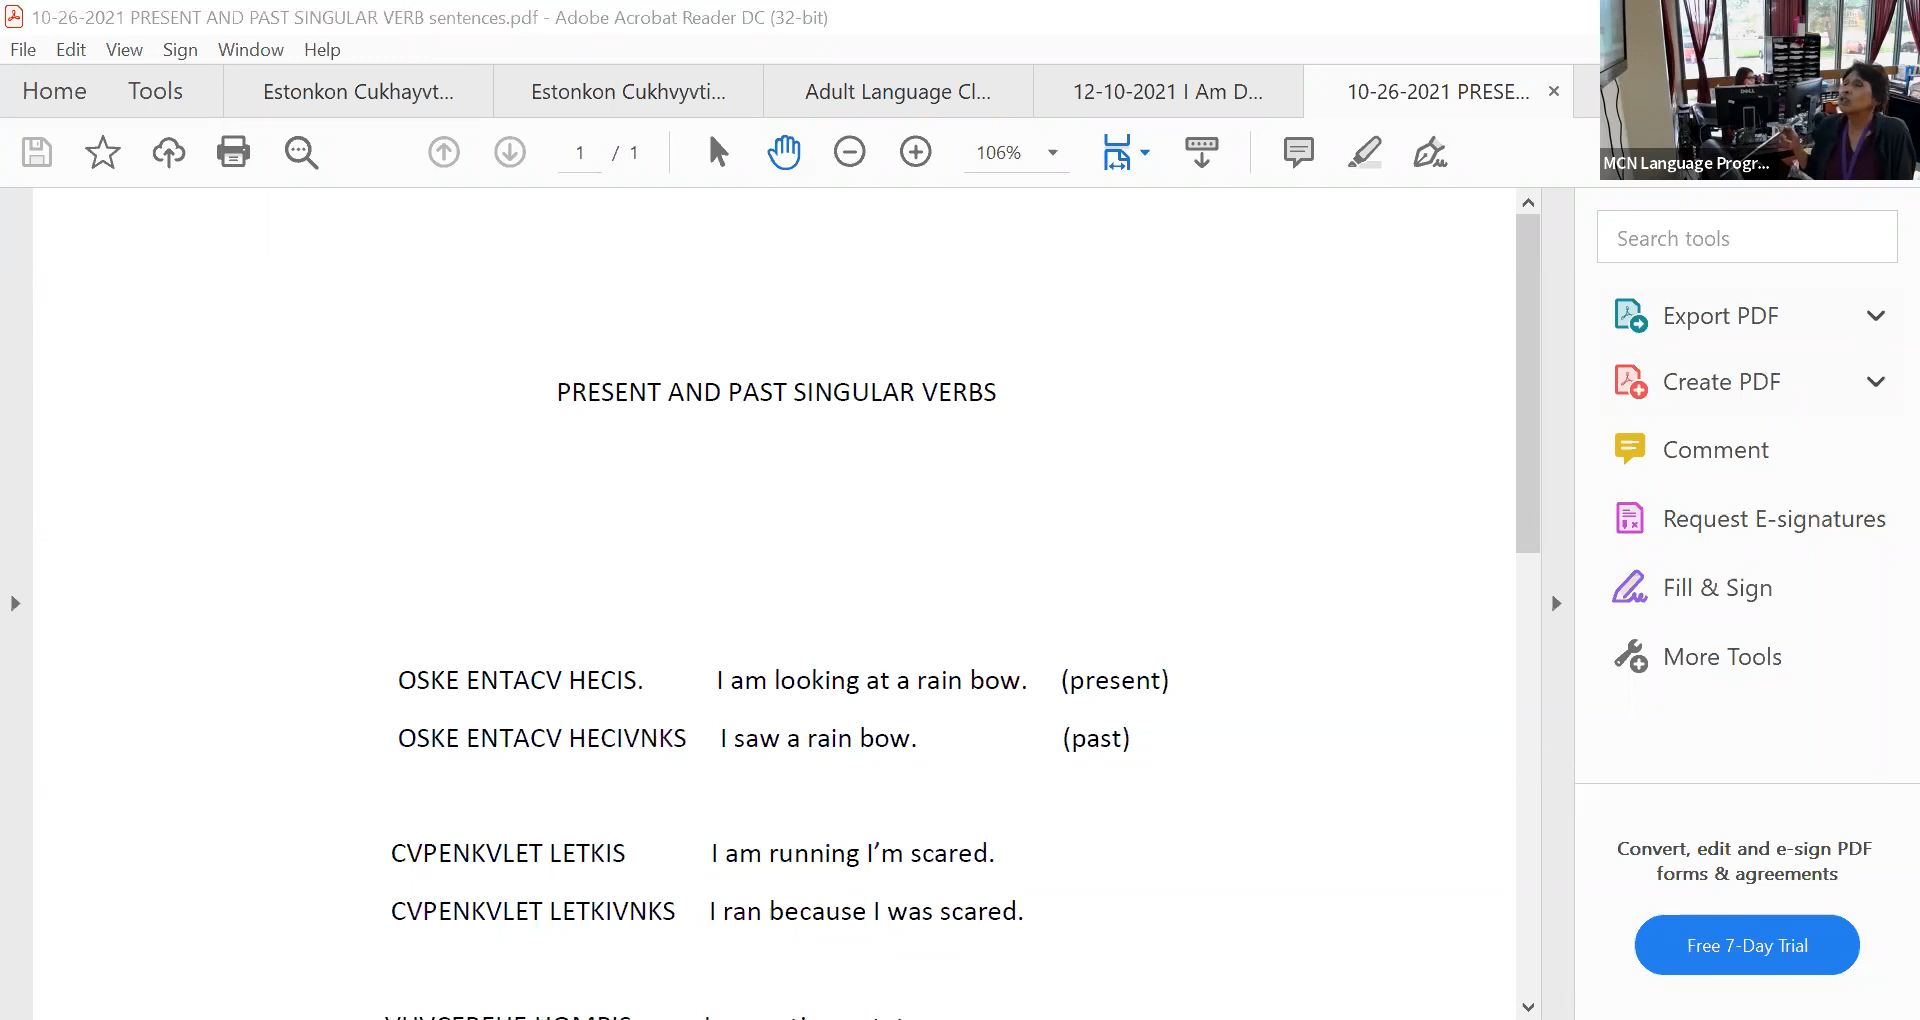 10-26-2021 PRESENT AND PAST SINGULAR VERB sentences.pdf - Adobe Acrobat Reader DC (32-bit)
File Edit View Sign Window Help
Home Tools Estonkon Cukhayvt... Estonkon Cukhvyvti... Adult Language Cl... 12-10-2021 I Am D... 10-26-2021 PRESE...
1 / 1 106%
MCN Language Progr...
Search tools
Export PDF
Create PDF
Comment
Request E-signatures
Fill & Sign
More Tools
Convert, edit and e-sign PDF
forms & agreements
Free 7-Day Trial
PRESENT AND PAST SINGULAR VERBS
OSKE ENTACV HECIS. I am looking at a rain bow. (present)
OSKE ENTACV HECIVNKS I saw a rain bow. (past)
CVPENKVLET LETKIS I am running I’m scared.
CVPENKVLET LETKIVNKS I ran because I was scared.